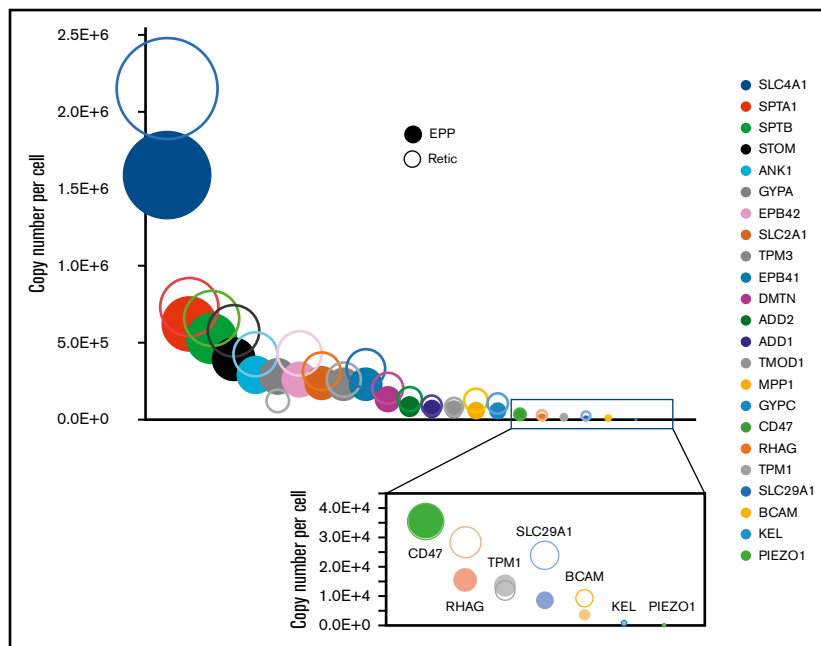 Copy number per cell
2.5E+6
2.0E+6
1.5E+6
1.0E+6
5.0E+5
0.0E+0
EPP
Retic
SLC4A1
SPTA1
SPTB
STOM
ANK1
GYPA
EPB42
SLC2A1
TPM3
EPB41
DMTN
ADD2
ADD1
TMOD1
MPP1
GYPC
CD47
RHAG
TPM1
SLC29A1
BCAM
KEL
PIEZO1
Copy number per cell
4.0E+4
3.0E+4
2.0E+4
1.0E+4
0.0E+0
CD47
RHAG
TPM1
SLC29A1
BCAM
KEL
PIEZO1